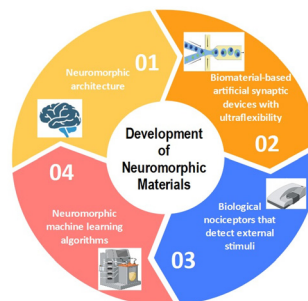 Development
of
Neuromorphic
Materials
01
Neuromorphic
architecture
Biomaterial-based
artificial synaptic
devices with
ultraflexibility
02
Biological
nociceptors that
detect external
stimuli
03
04
Neuromorphic
machine learning
algorithms